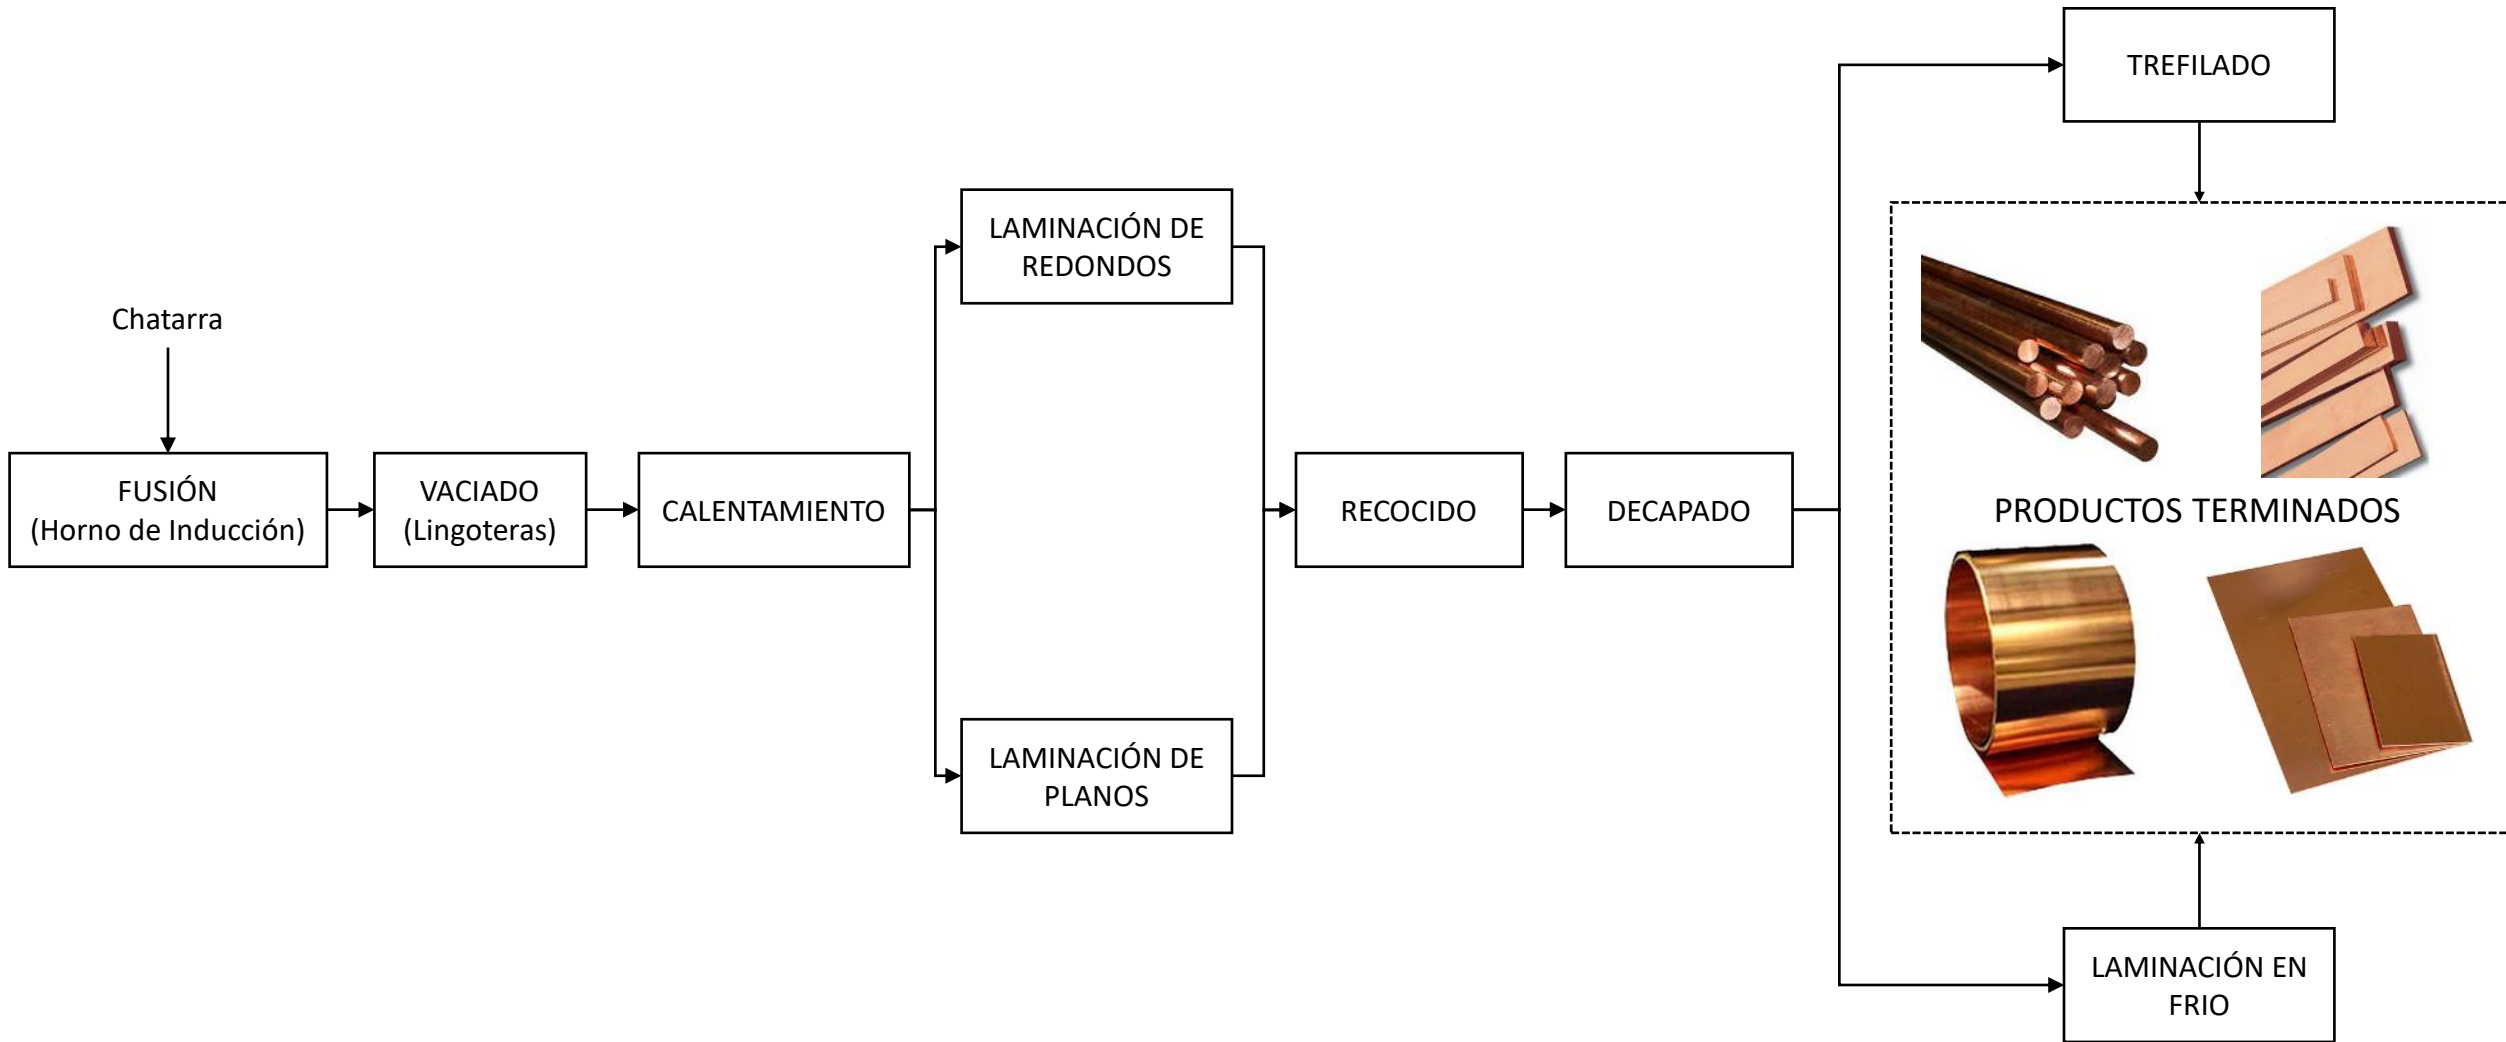 Chatarra
FUSIÓN
(Horno de Inducción)
VACIADO
(Lingoteras)
CALENTAMIENTO
LAMINACIÓN DE
REDONDOS
LAMINACIÓN DE
PLANOS
RECOCIDO
DECAPADO
TREFILADO
PRODUCTOS TERMINADOS
LAMINACIÓN EN
FRIO